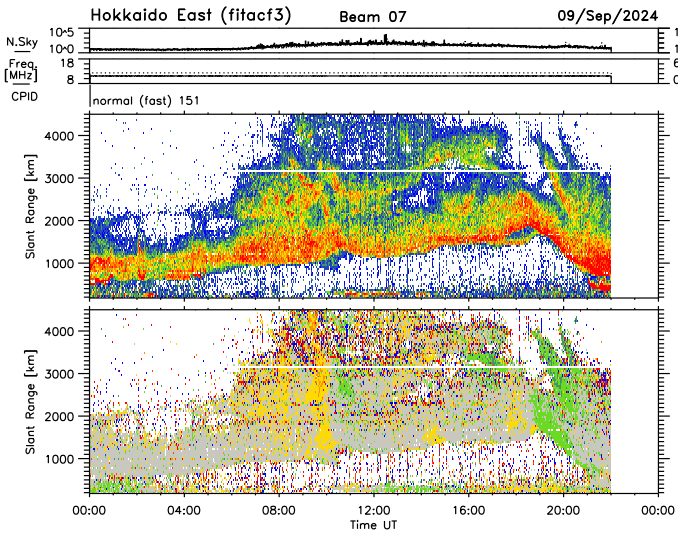 Hokkaido East (fitacf3) Beam 07 09/Sep/2024
N.Sky 10^5 10^0
Freq. [MHz] 18 8 6 0
CPID normal (fast) 151
Slant Range [km] 4000 3000 2000 1000
Slant Range [km] 4000 3000 2000 1000
00:00 04:00 08:00 12:00 16:00 20:00 00:00
Time UT